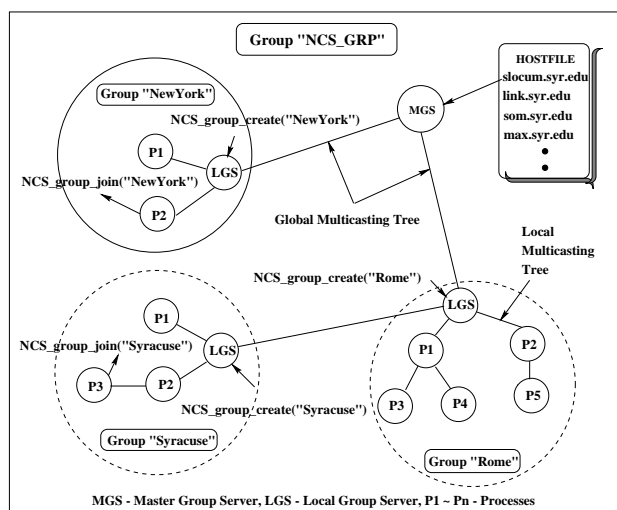 Group "NCS_GRP"
HOSTFILE
slocum.syr.edu
link.syr.edu
som.syr.edu
max.syr.edu
Group "NewYork"
NCS_group_create("NewYork")
MGS
P1
LGS
NCS_group_join("NewYork")
P2
Global Multicasting Tree
Local
Multicasting
Tree
NCS_group_create("Rome")
LGS
P1
LGS
NCS_group_join("Syracuse")
P3
P2
NCS_group_create("Syracuse")
Group "Syracuse"
P1
P2
P3
P4
P5
Group "Rome"
MGS - Master Group Server, LGS - Local Group Server, P1 ~ Pn - Processes